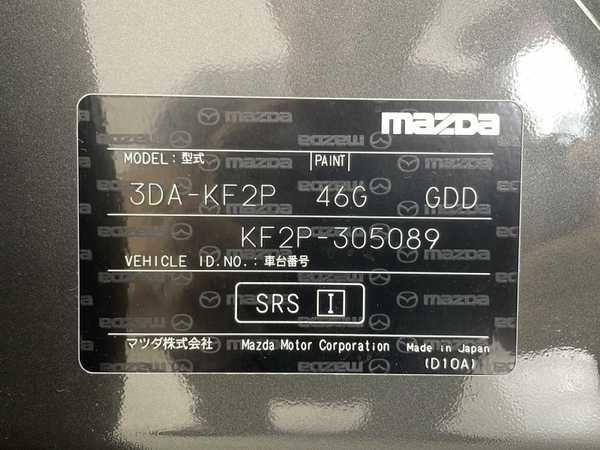 mazda
MODEL:型式 PAINT
3DA-KF2P 46G GDD
KF2P-305089
VEHICLE ID.NO.:車台番号
SRS I
マツダ株式会社 Mazda Motor Corporation Made in Japan
(D10A)